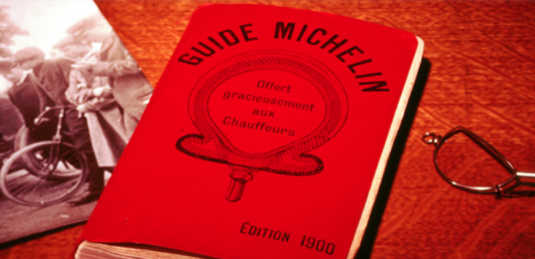 GUIDE MICHELIN
Offert
gracieusement
aux
Chauffeurs
ÉDITION 1900